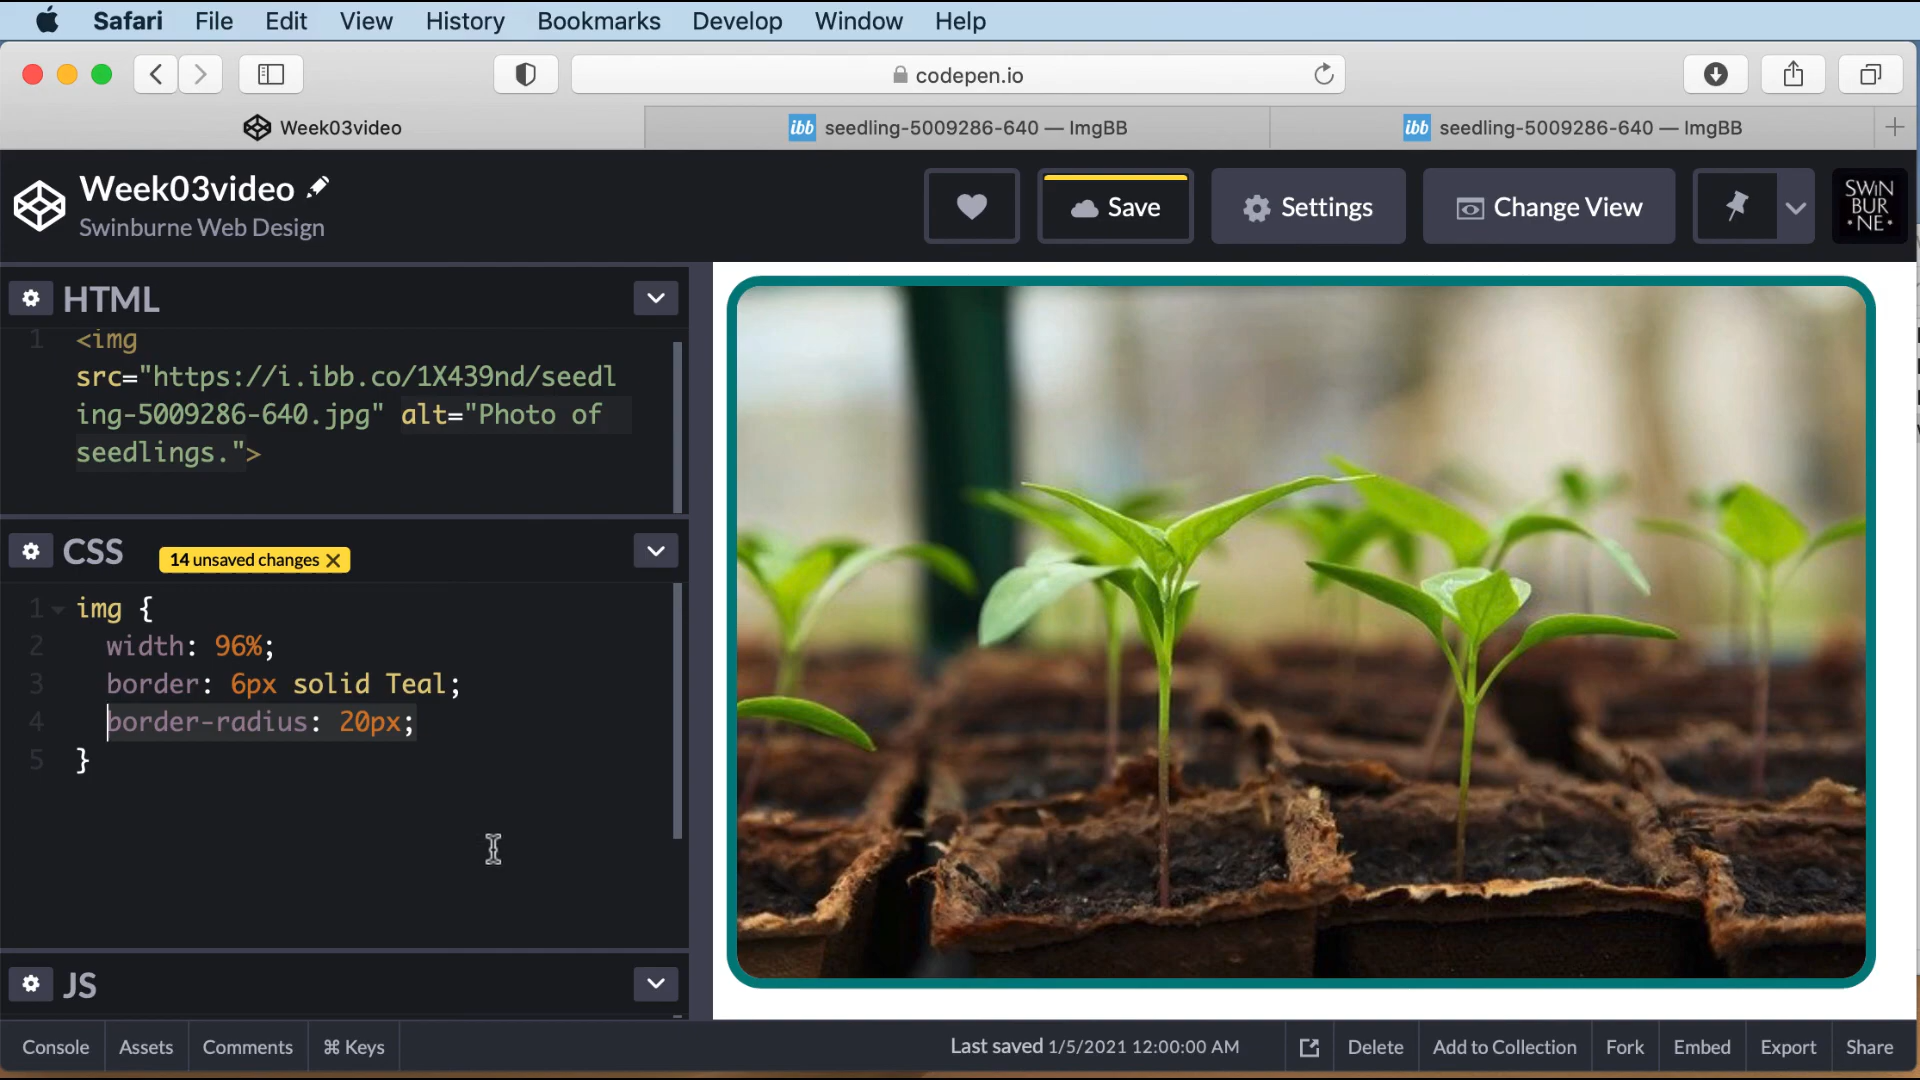 Safari File Edit View History Bookmarks Develop Window Help
codepen.io
Week03video
ibb seedling-5009286-640 — ImgBB
ibb seedling-5009286-640 — ImgBB
Week03video
Swinburne Web Design
Save
Settings
Change View
SWIN
BUR
•NE•
HTML
1 <img
src="https://i.ibb.co/1X439nd/seedl
ing-5009286-640.jpg" alt="Photo of
seedlings.">
CSS
14 unsaved changes
1 img {
2 width: 96%;
3 border: 6px solid Teal;
4 border-radius: 20px;
5 }
JS
Console Assets Comments ⌘ Keys
Last saved 1/5/2021 12:00:00 AM
Delete Add to Collection Fork Embed Export Share